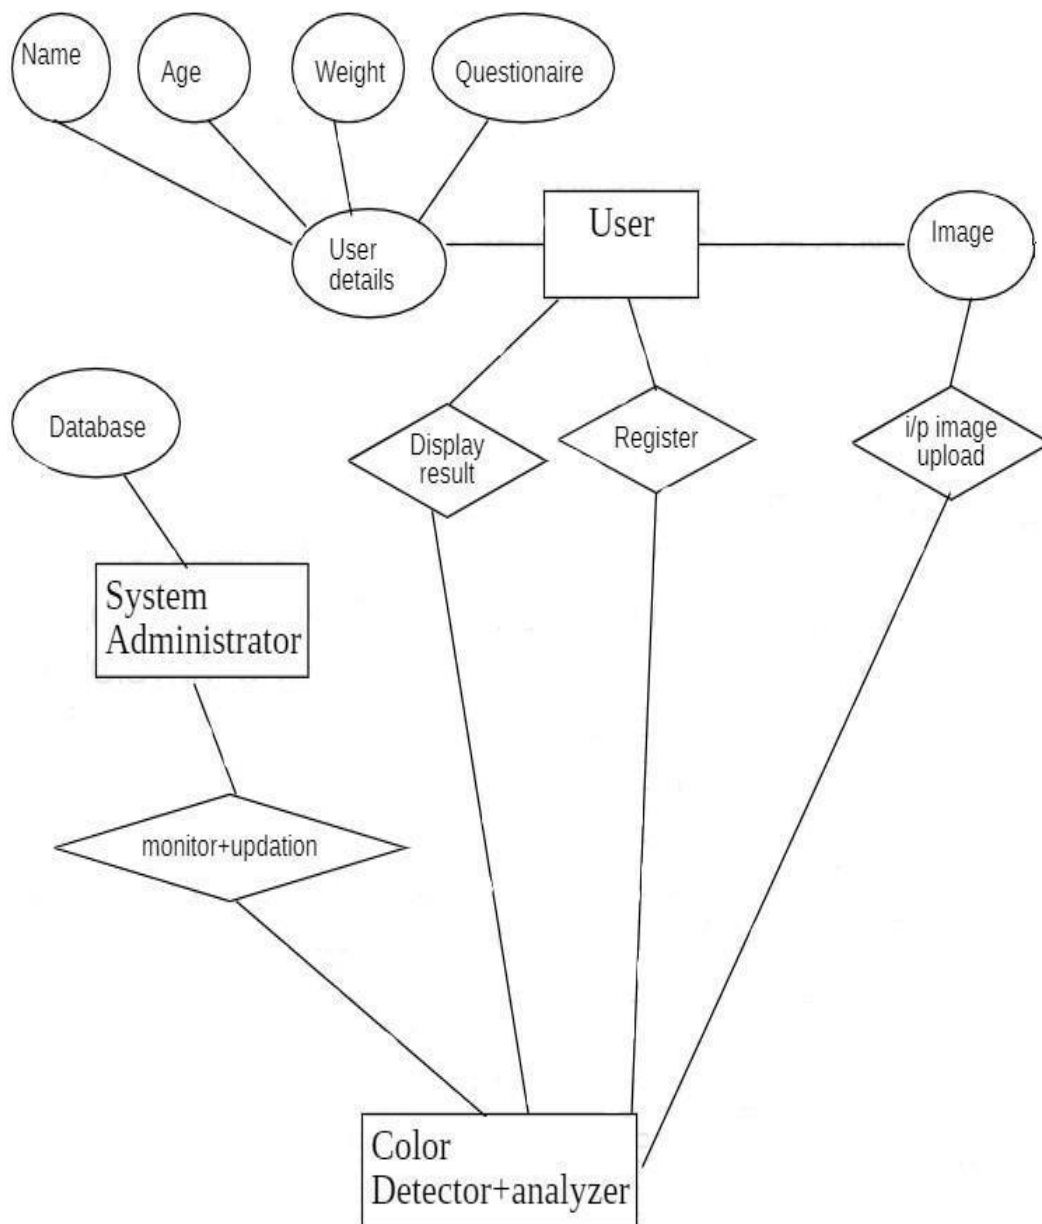 Name
Age
Weight
Questionaire
User
details
User
Image
Database
Display
result
Register
i/p image
upload
System
Administrator
monitor+updation
Color
Detector+analyzer